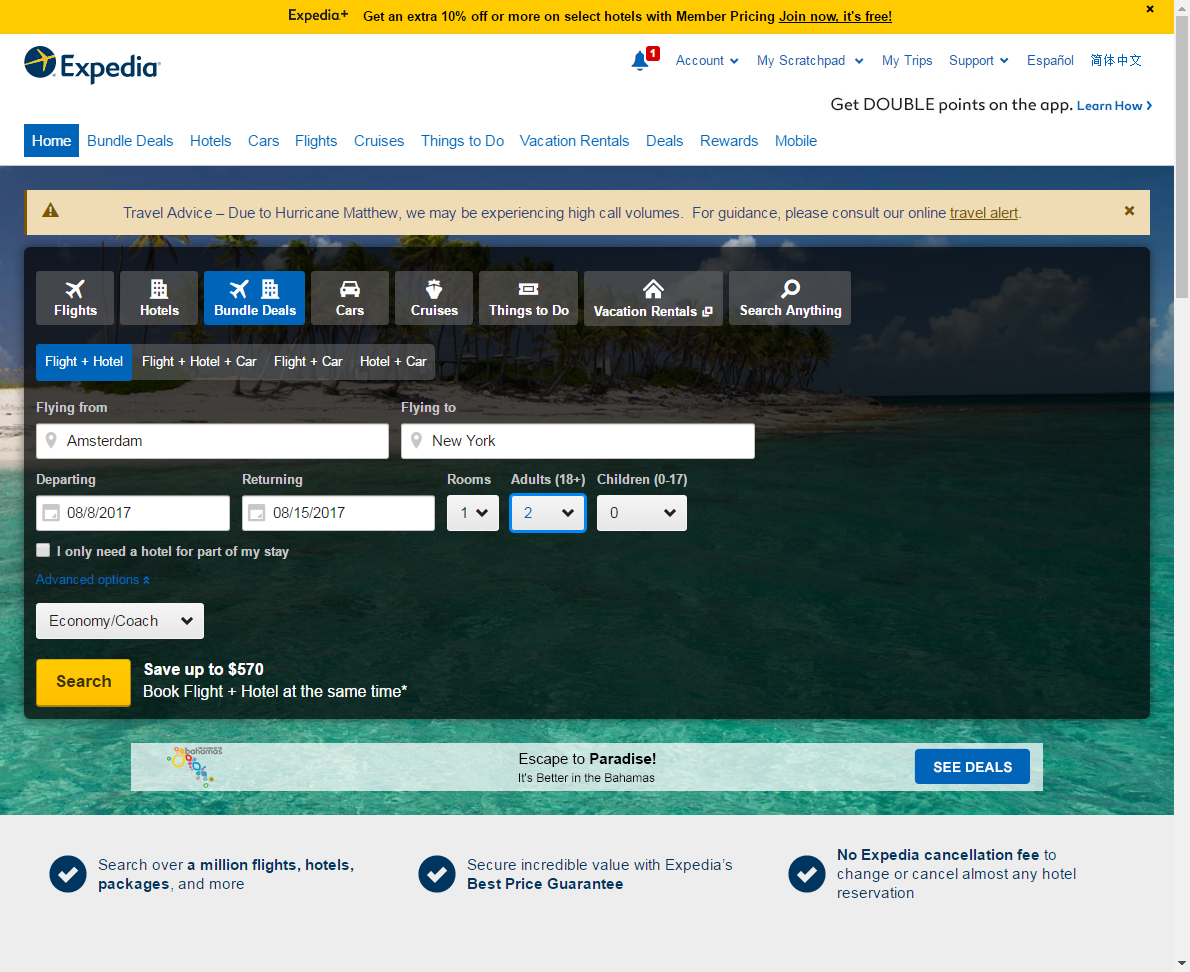 Expedia+ Get an extra 10% off or more on select hotels with Member Pricing Join now, it's free!
Expedia
1 Account My Scratchpad My Trips Support Español 简体中文
Get DOUBLE points on the app. Learn How
Home Bundle Deals Hotels Cars Flights Cruises Things to Do Vacation Rentals Deals Rewards Mobile
Travel Advice – Due to Hurricane Matthew, we may be experiencing high call volumes. For guidance, please consult our online travel alert.
Flights Hotels Bundle Deals Cars Cruises Things to Do Vacation Rentals Search Anything
Flight + Hotel Flight + Hotel + Car Flight + Car Hotel + Car
Flying from Flying to
Amsterdam New York
Departing Returning Rooms Adults (18+) Children (0-17)
08/8/2017 08/15/2017 1 2 0
I only need a hotel for part of my stay
Advanced options
Economy/Coach
Search
Save up to $570
Book Flight + Hotel at the same time*
bahamas
Escape to Paradise!
It's Better in the Bahamas
SEE DEALS
Search over a million flights, hotels,
packages, and more
Secure incredible value with Expedia's
Best Price Guarantee
No Expedia cancellation fee to
change or cancel almost any hotel
reservation